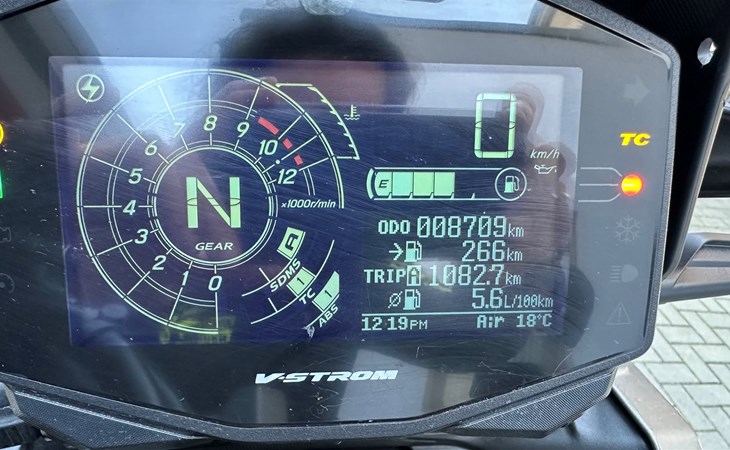 0
km/h
TC
9
8
10
7
6
12
5
x1000r/min
4
N
GEAR
3
2
1
0
A
SDMS
1
TC
1
ABS
E
ODO 008709km
266km
TRIP A 1082.7km
5.6L/100km
12:19PM Air 18°C
V-STROM